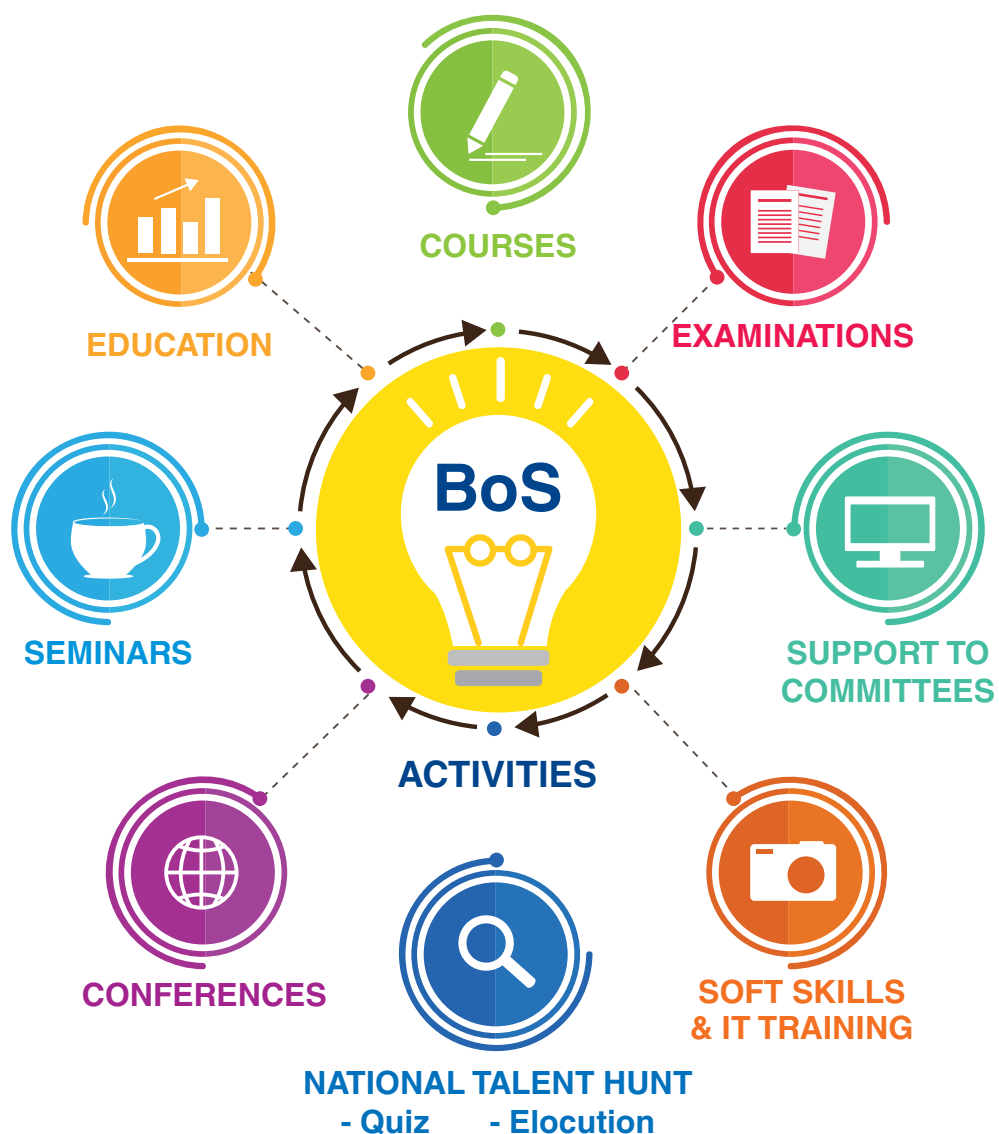 COURSES
EDUCATION
EXAMINATIONS
BoS
SEMINARS
SUPPORT TO
COMMITTEES
ACTIVITIES
CONFERENCES
SOFT SKILLS
& IT TRAINING
NATIONAL TALENT HUNT
- Quiz - Elocution